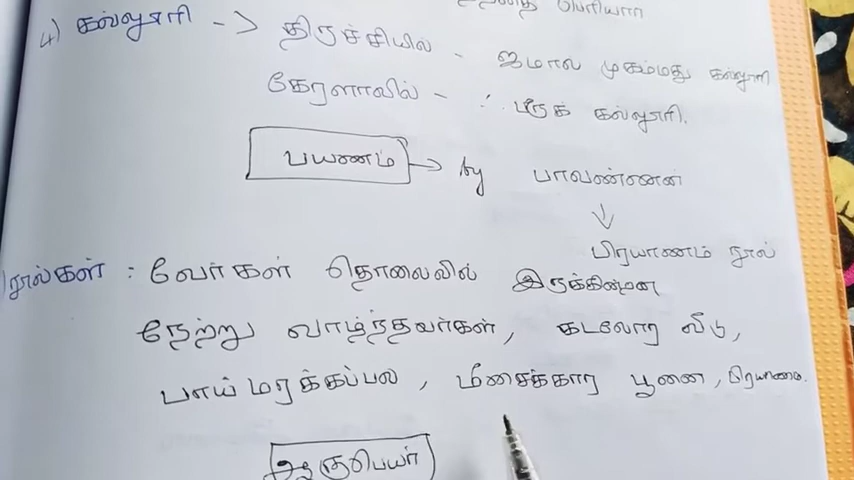 பெரியார்
4) கல்லூரி -> திருச்சியில் - ஜமால் முகம்மது கல்லூரி
கேரளாவில் - ஃபரூக் கல்லூரி.
பயணம் -> by பாவண்ணன்
↓
பிரயாணம் நூல்
நூல்கள் : வேர்கள் தொலைவில் இருக்கின்றன
நேற்று வாழ்ந்தவர்கள், கடலோர வீடு,
பாய்மரக்கப்பல், மீசைக்கார பூனை, பிரயாணம்.
ஆகுபெயர்